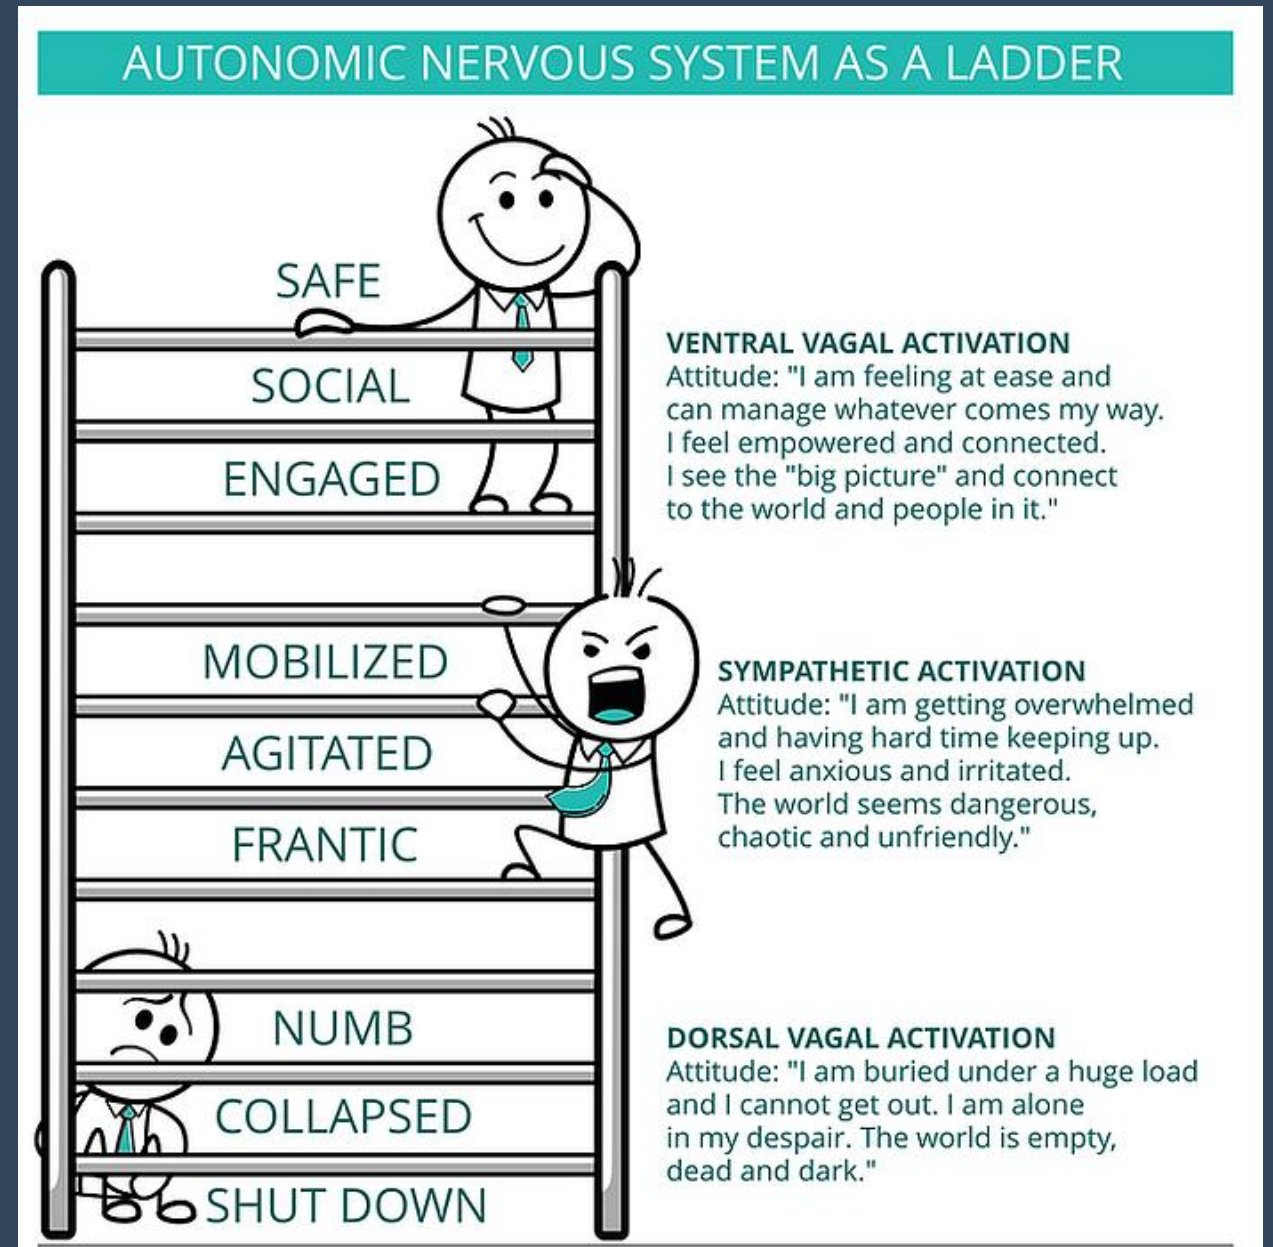 AUTONOMIC NERVOUS SYSTEM AS A LADDER
SAFE
SOCIAL
ENGAGED
VENTRAL VAGAL ACTIVATION
Attitude: "I am feeling at ease and
can manage whatever comes my way.
I feel empowered and connected.
I see the "big picture" and connect
to the world and people in it."
MOBILIZED
AGITATED
FRANTIC
SYMPATHETIC ACTIVATION
Attitude: "I am getting overwhelmed
and having hard time keeping up.
I feel anxious and irritated.
The world seems dangerous,
chaotic and unfriendly."
NUMB
COLLAPSED
SHUT DOWN
DORSAL VAGAL ACTIVATION
Attitude: "I am buried under a huge load
and I cannot get out. I am alone
in my despair. The world is empty,
dead and dark."